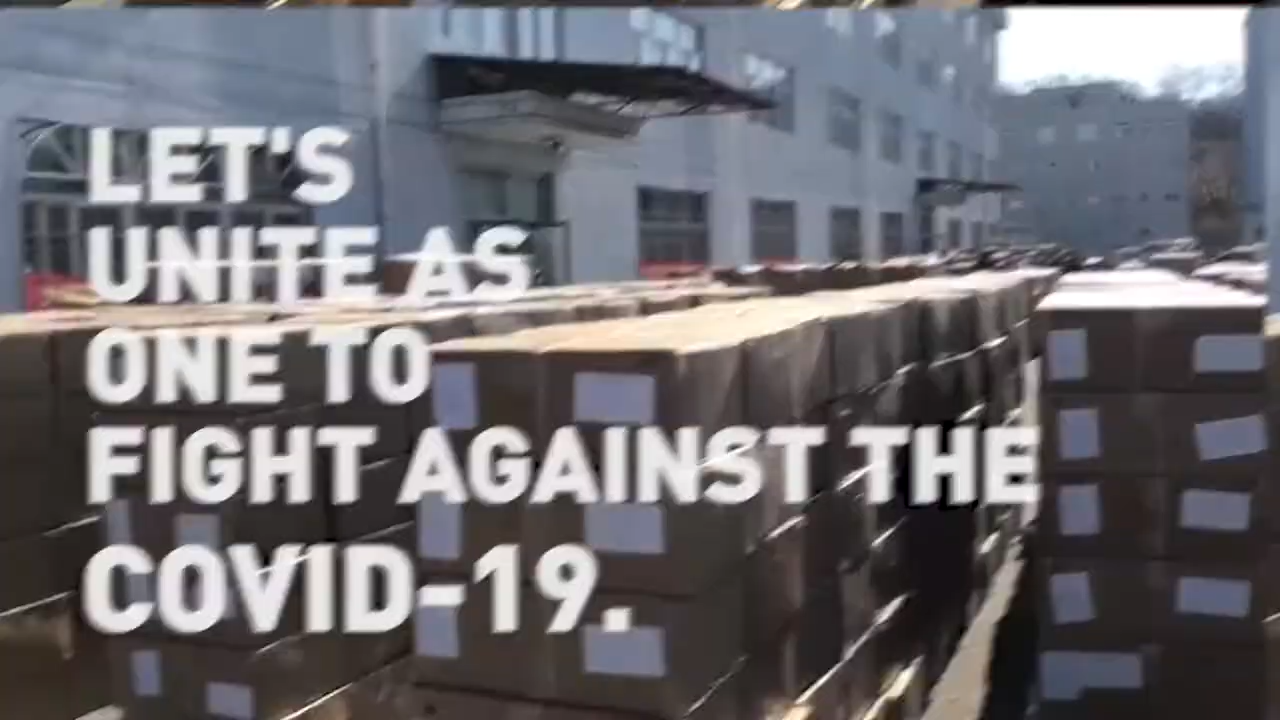 LET'S
UNITE AS
ONE TO
FIGHT AGAINST THE
COVID-19.